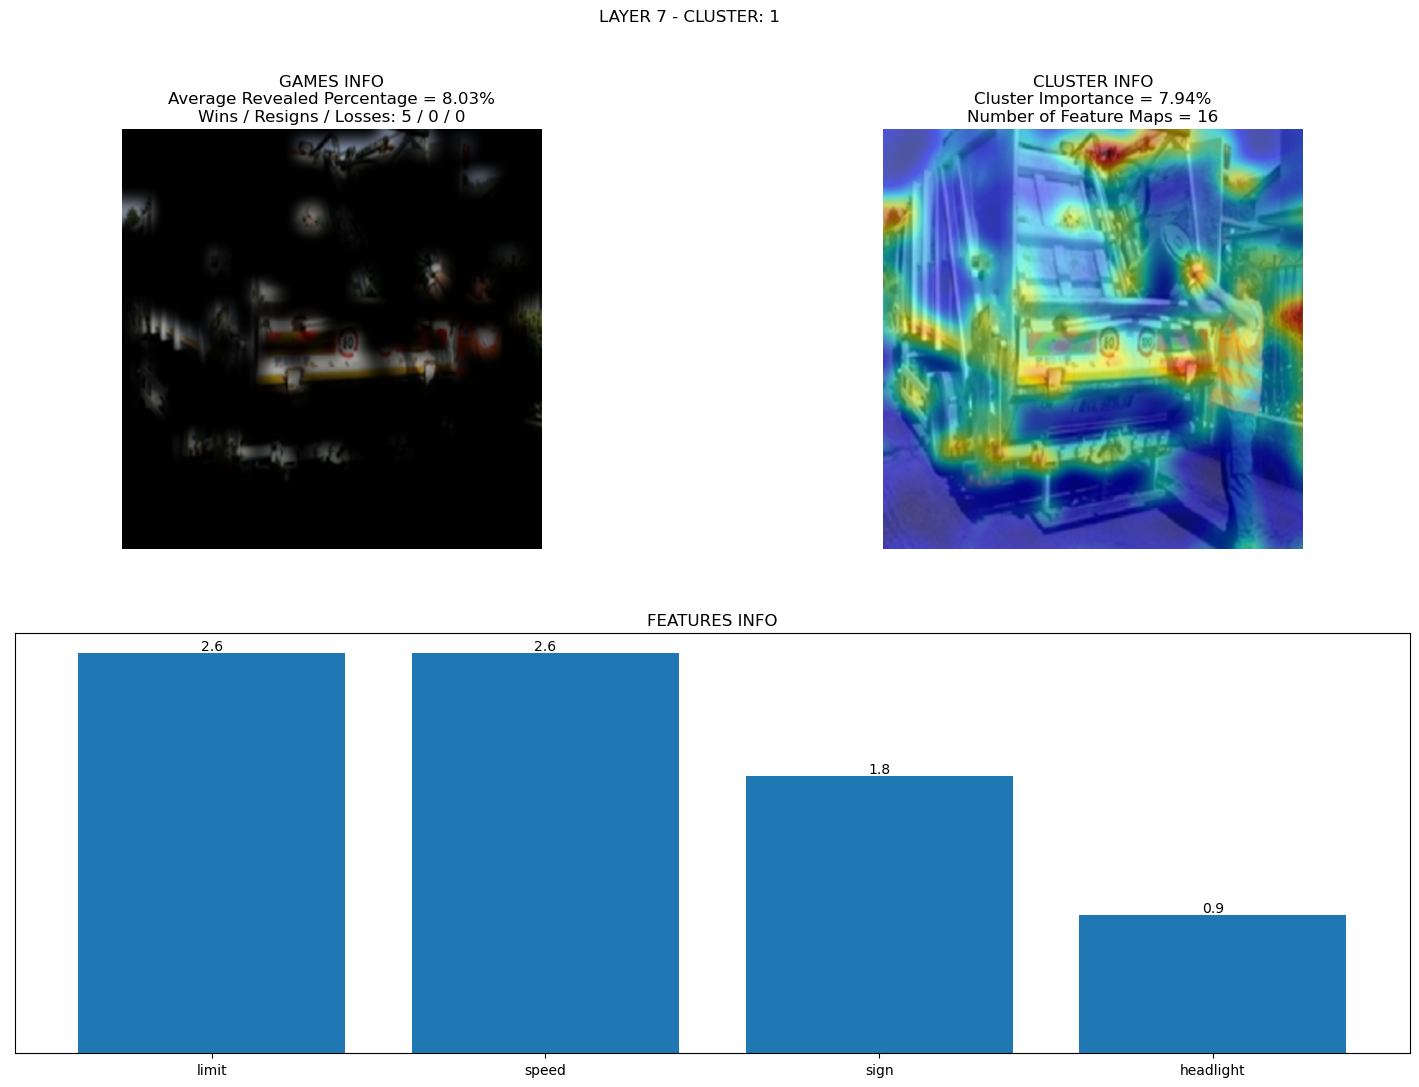 LAYER 7 - CLUSTER: 1
GAMES INFO
Average Revealed Percentage = 8.03%
Wins / Resigns / Losses: 5 / 0 / 0
CLUSTER INFO
Cluster Importance = 7.94%
Number of Feature Maps = 16
FEATURES INFO
2.6
2.6
1.8
0.9
limit
speed
sign
headlight